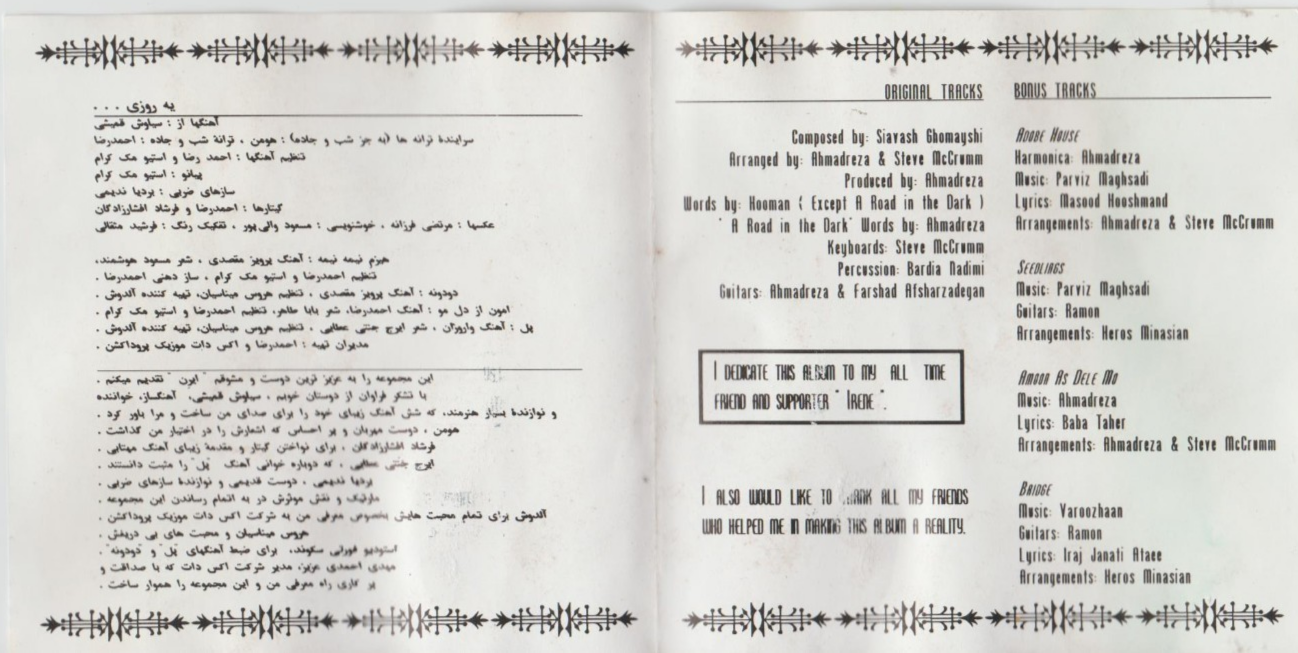 یه روزی . . .
آهنگها از : سیاوش قمیشی
سرایندهٔ ترانه ها (به جز شب و جاده) : هومن ، ترانهٔ شب و جاده : احمدرضا
تنظیم آهنگها : احمد رضا و استیو مک کرام
پیانو : استیو مک کرام
سازهای ضربی : بردیا ندیمی
گیتارها : احمدرضا و فرشاد افشارزادگان
عکسها : مرتضی فرزانه ، خوشنویسی : مسعود والی‌پور ، تفکیک رنگ : فرشید مثقالی
هیزم نیمه نیمه : آهنگ پرویز مقصدی ، شعر مسعود هوشمند،
تنظیم احمدرضا و استیو مک کرام ، ساز دهنی احمدرضا .
دودونه : آهنگ پرویز مقصدی ، تنظیم هروس میناسیان، تهیه کننده آلدوش .
امون از دل مو : آهنگ احمدرضا، شعر بابا طاهر، تنظیم احمدرضا و استیو مک کرام .
پل : آهنگ واروژان ، شعر ایرج جنتی عطایی ، تنظیم هروس میناسیان، تهیه کننده آلدوش .
مدیران تهیه : احمدرضا و اکس دات موزیک پروداکشن .
این مجموعه را به عزیز ترین دوست و مشوقم " ایرن " تقدیم میکنم .
با تشکر فراوان از دوستان خوبم ، سیاوش قمیشی، آهنگساز، خواننده
و نوازندهٔ بسیار هنرمند، که شش آهنگ زیبای خود را برای صدای من ساخت و مرا باور کرد .
هومن ، دوست مهربان و پر احساس که اشعارش را در اختیار من گذاشت .
فرشاد افشارزادگان ، برای نواختن گیتار و مقدمهٔ زیبای آهنگ مهتابی .
ایرج جنتی عطایی ، که دوباره خوانی آهنگ "پل" را مثبت دانستند .
بردیا ندیمی ، دوست قدیمی و نوازندهٔ سازهای ضربی .
مارتیک و نقش موثرش در به اتمام رساندن این مجموعه .
آلدوش برای تمام محبت هایش بخصوص معرفی من به شرکت اکس دات موزیک پروداکشن .
هروس میناسیان و محبت های بی دریغش .
استودیو فورانی سکوند، برای ضبط آهنگهای "پل" و "دودونه" .
مهدی احمدی عزیز، مدیر شرکت اکس دات که با صداقت و
پر کاری راه معرفی من و این مجموعه را هموار ساخت .
ORIGINAL TRACKS
Composed by: Siavash Ghomayshi
Arranged by: Ahmadreza & Steve McCrumm
Produced by: Ahmadreza
Words by: Hooman ( Except A Road in the Dark )
" A Road in the Dark" Words by: Ahmadreza
Keyboards: Steve McCrumm
Percussion: Bardia Nadimi
Guitars: Ahmadreza & Farshad Afsharzadegan
I DEDICATE THIS ALBUM TO MY ALL TIME
FRIEND AND SUPPORTER " IRENE ".
I ALSO WOULD LIKE TO THANK ALL MY FRIENDS
WHO HELPED ME IN MAKING THIS ALBUM A REALITY.
BONUS TRACKS
ADOBE HOUSE
Harmonica: Ahmadreza
Music: Parviz Maghsadi
Lyrics: Masood Hooshmand
Arrangements: Ahmadreza & Steve McCrumm
SEEDLINGS
Music: Parviz Maghsadi
Guitars: Ramon
Arrangements: Heros Minasian
AMOON AS DELE MO
Music: Ahmadreza
Lyrics: Baba Taher
Arrangements: Ahmadreza & Steve McCrumm
BRIDGE
Music: Varoozhaan
Guitars: Ramon
Lyrics: Iraj Janati Ataee
Arrangements: Heros Minasian